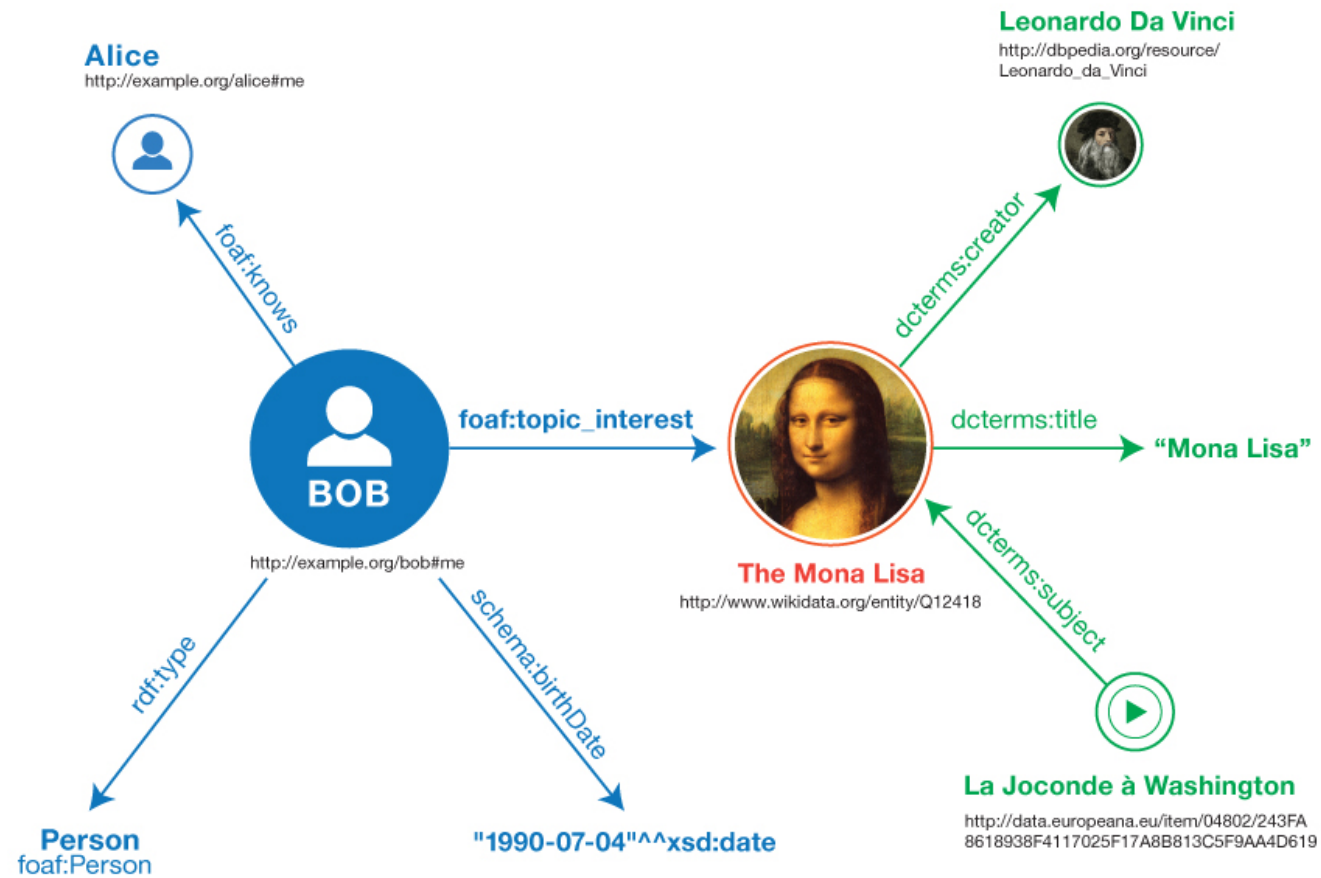 Leonardo Da Vinci
http://dbpedia.org/resource/
Leonardo_da_Vinci
Alice
http://example.org/alice#me
foaf:knows
dcterms:creator
foaf:topic_interest
dcterms:title
"Mona Lisa"
BOB
http://example.org/bob#me
The Mona Lisa
http://www.wikidata.org/entity/Q12418
dcterms:subject
rdf:type
schema:birthDate
La Joconde à Washington
http://data.europeana.eu/item/04802/243FA
8618938F4117025F17A8B813C5F9AA4D619
Person
foaf:Person
"1990-07-04"^^xsd:date